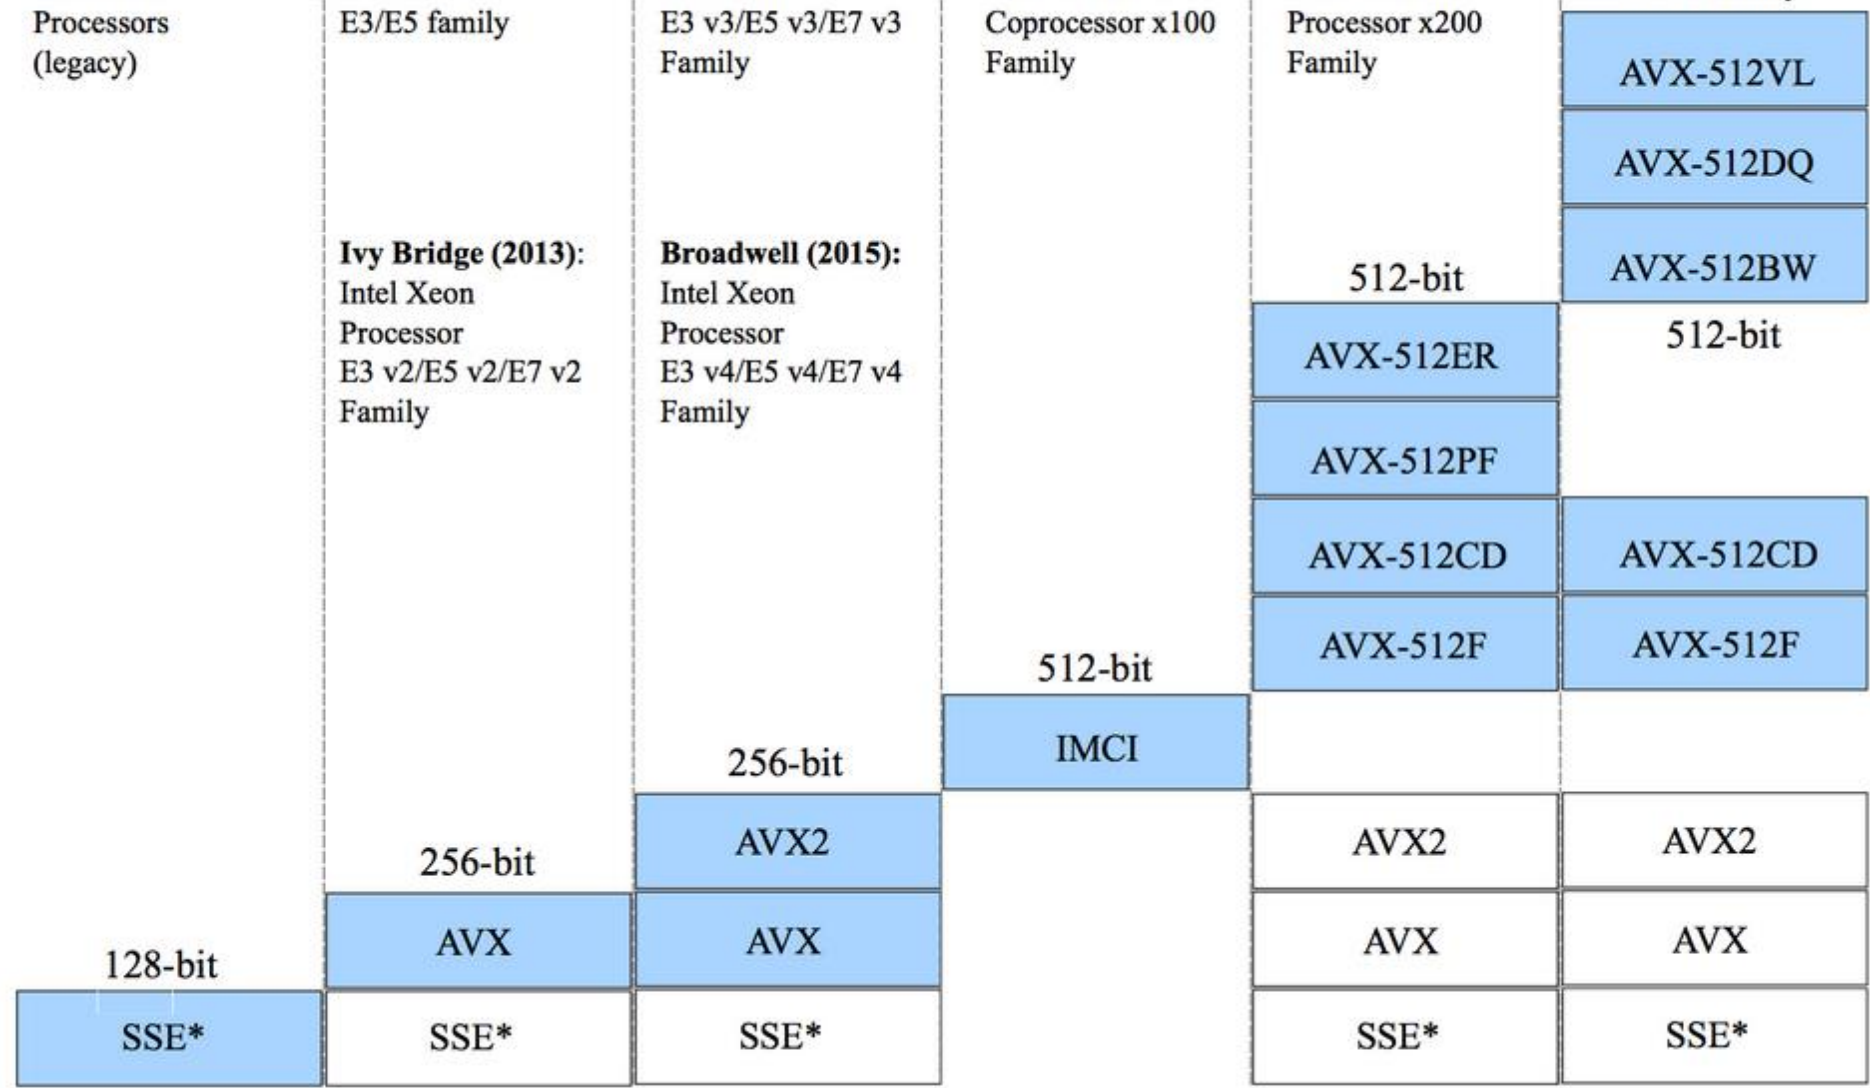 Processors
(legacy)
E3/E5 family
Ivy Bridge (2013):
Intel Xeon
Processor
E3 v2/E5 v2/E7 v2
Family
E3 v3/E5 v3/E7 v3
Family
Broadwell (2015):
Intel Xeon
Processor
E3 v4/E5 v4/E7 v4
Family
Coprocessor x100
Family
Processor x200
Family
128-bit
SSE*
256-bit
AVX
SSE*
256-bit
AVX2
AVX
SSE*
512-bit
IMCI
512-bit
AVX-512ER
AVX-512PF
AVX-512CD
AVX-512F
AVX2
AVX
SSE*
AVX-512VL
AVX-512DQ
AVX-512BW
512-bit
AVX-512CD
AVX-512F
AVX2
AVX
SSE*